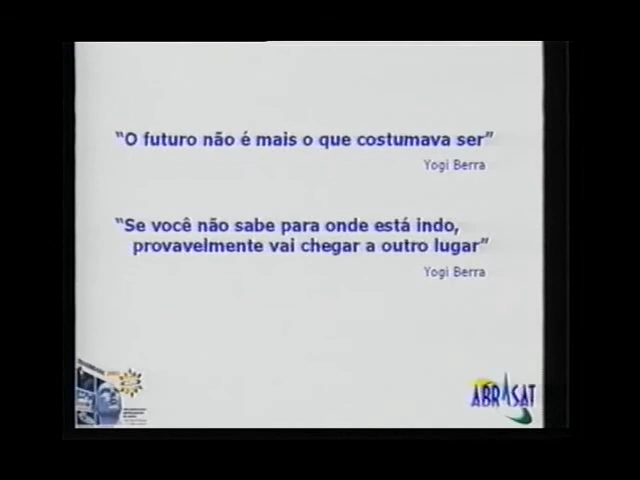 “O futuro não é mais o que costumava ser”
Yogi Berra
“Se você não sabe para onde está indo,
provavelmente vai chegar a outro lugar”
Yogi Berra
ABRASAT